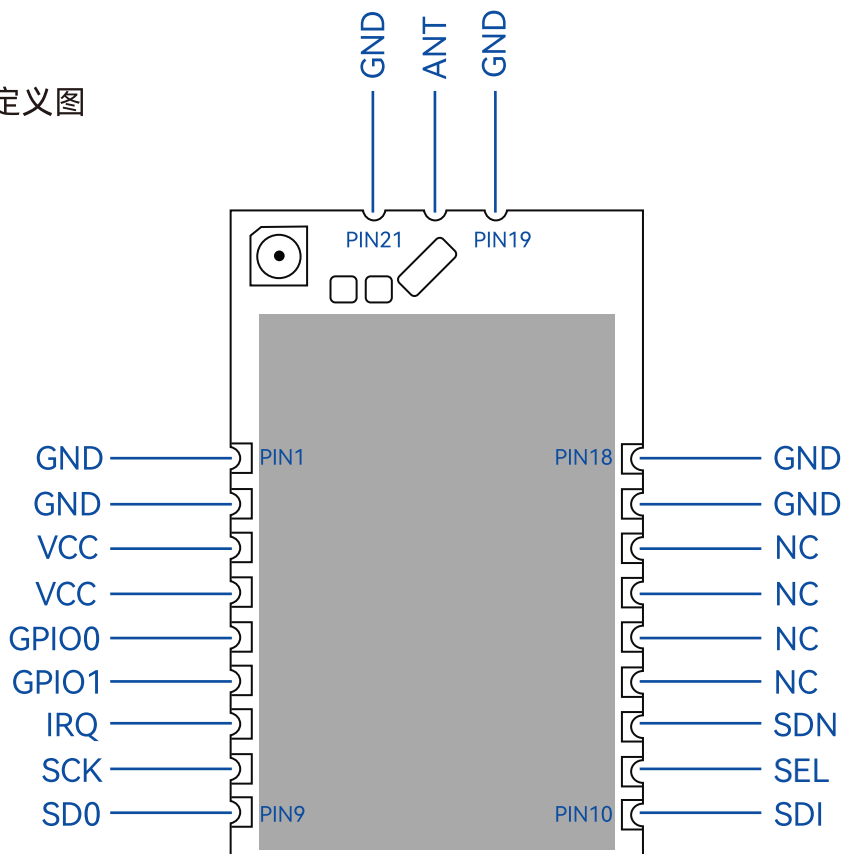 GND ANT GND
定义图
PIN21 PIN19
GND PIN1 PIN18 GND
GND GND
VCC NC
VCC NC
GPIO0 NC
GPIO1 NC
IRQ SDN
SCK SEL
SD0 PIN9 PIN10 SDI